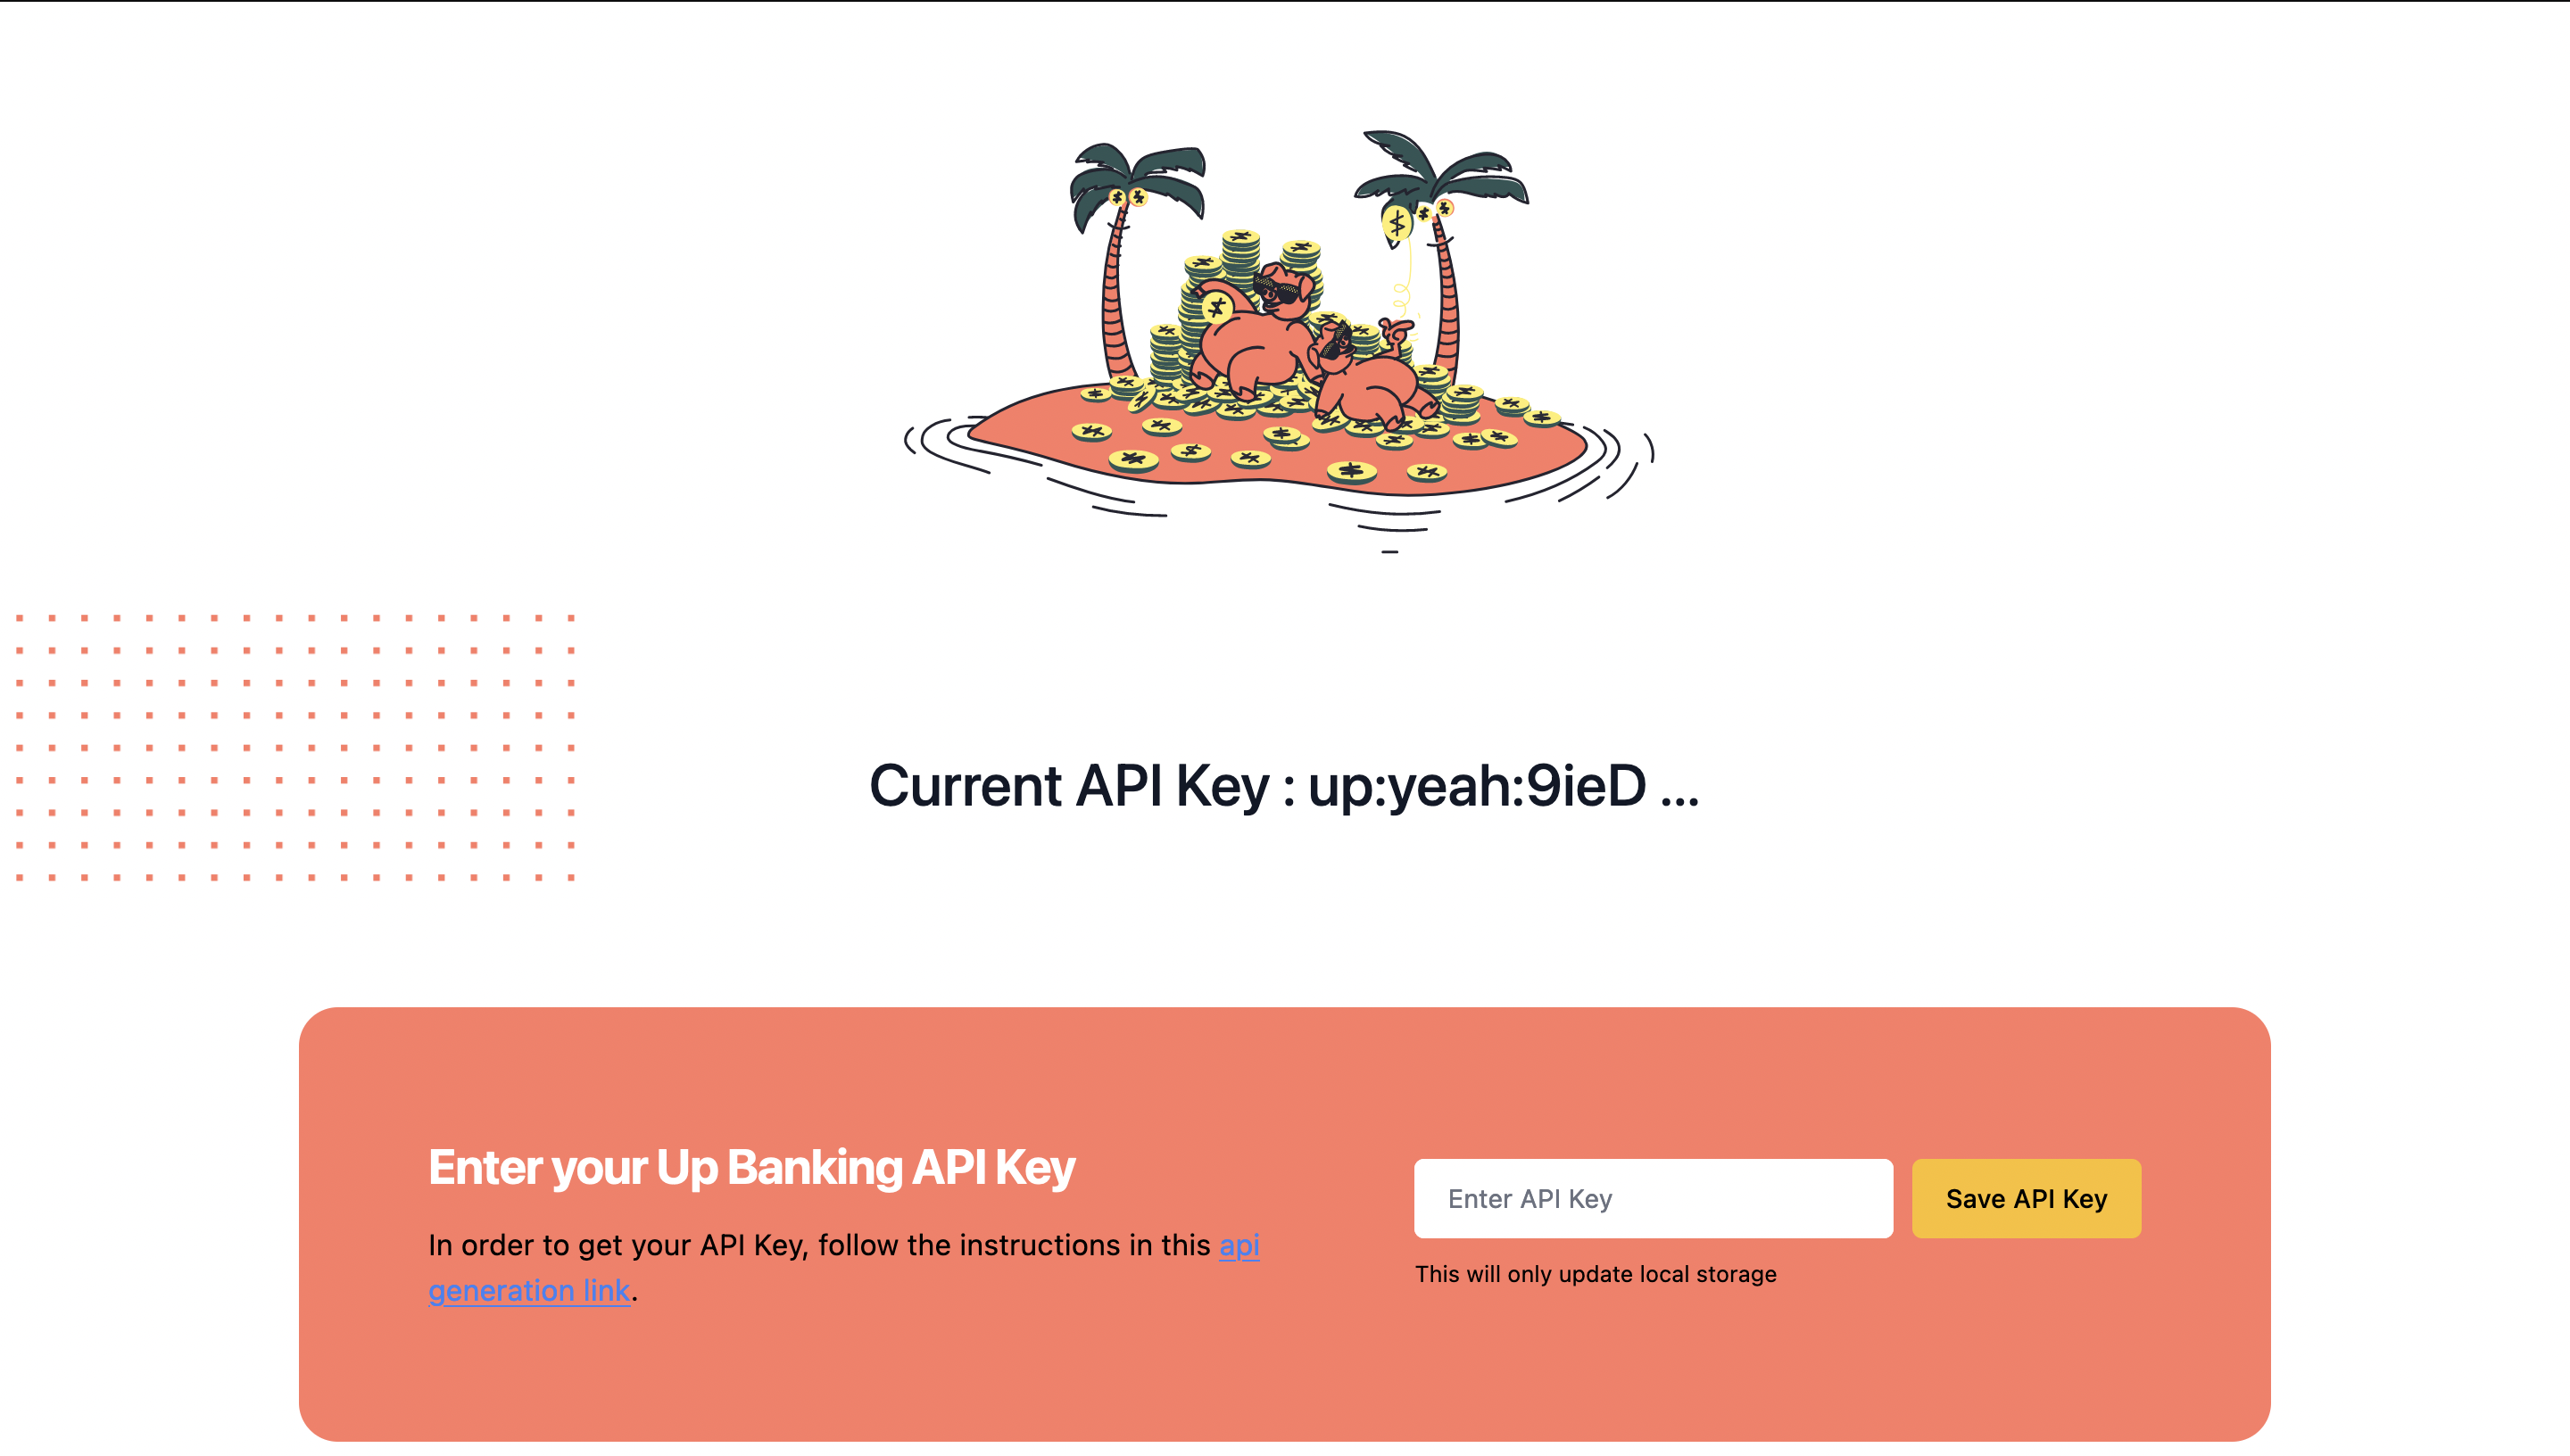 Current API Key : up:yeah:9ieD ...
Enter your Up Banking API Key
In order to get your API Key, follow the instructions in this api
generation link.
Enter API Key
Save API Key
This will only update local storage